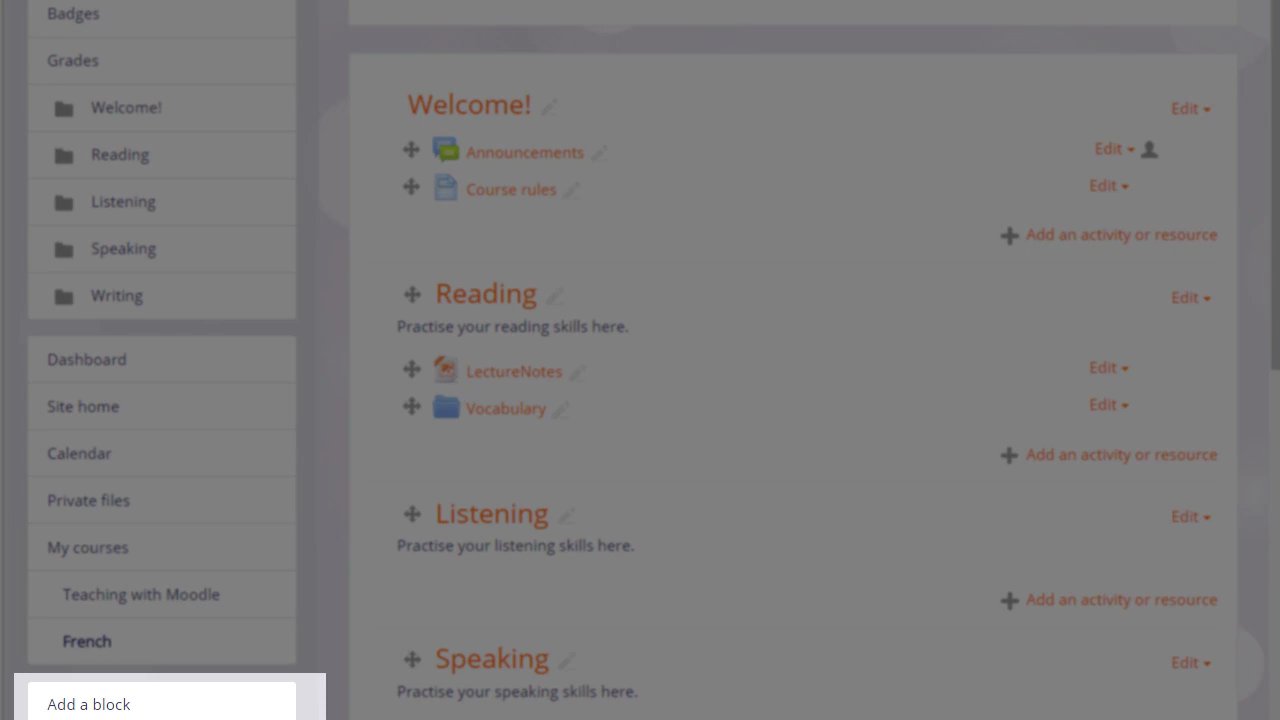 Badges
Grades
Welcome!
Reading
Listening
Speaking
Writing
Dashboard
Site home
Calendar
Private files
My courses
Teaching with Moodle
French
Add a block
Welcome!
Edit
Announcements
Edit
Course rules
Edit
Add an activity or resource
Reading
Edit
Practise your reading skills here.
LectureNotes
Edit
Vocabulary
Edit
Add an activity or resource
Listening
Edit
Practise your listening skills here.
Add an activity or resource
Speaking
Edit
Practise your speaking skills here.